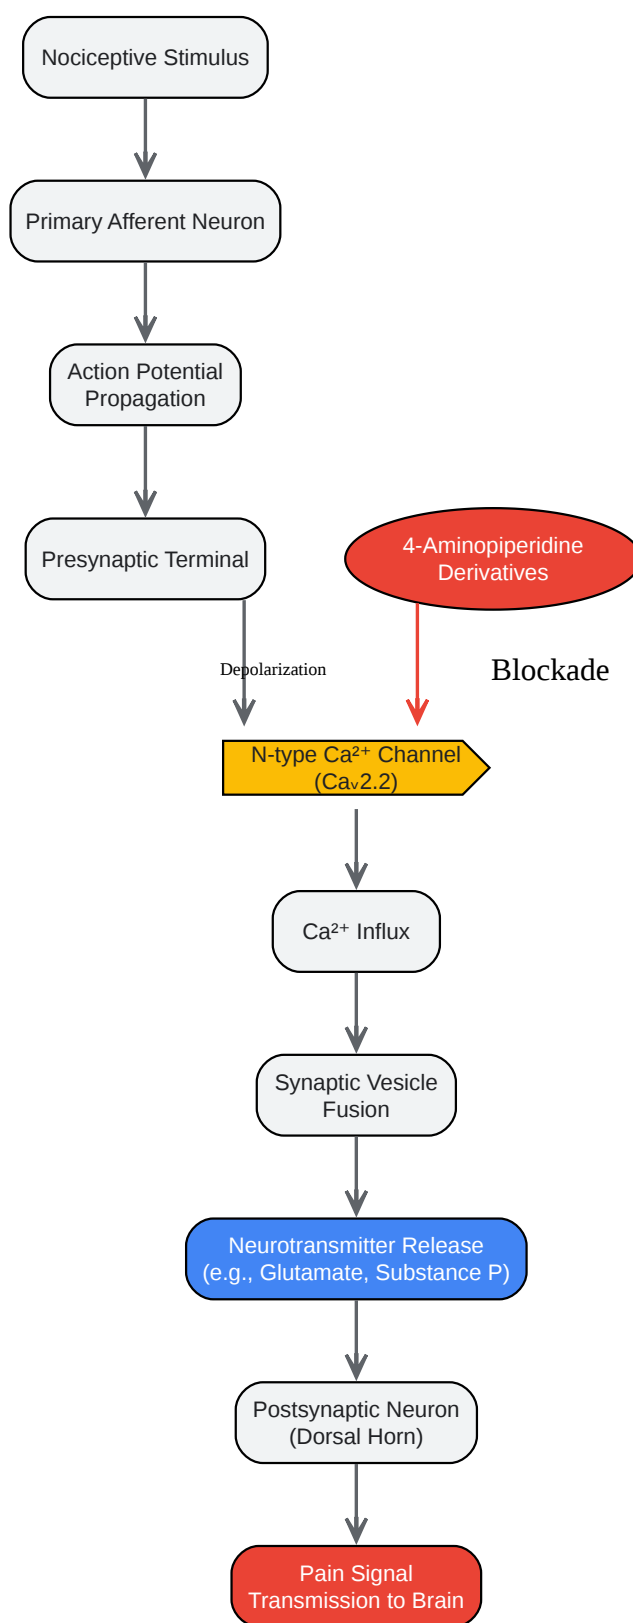 Nociceptive Stimulus
Primary Afferent Neuron
Action Potential
Propagation
Presynaptic Terminal
4-Aminopiperidine
Derivatives
Depolarization
Blockade
N-type Ca²⁺ Channel
(Caᵥ2.2)
Ca²⁺ Influx
Synaptic Vesicle
Fusion
Neurotransmitter Release
(e.g., Glutamate, Substance P)
Postsynaptic Neuron
(Dorsal Horn)
Pain Signal
Transmission to Brain